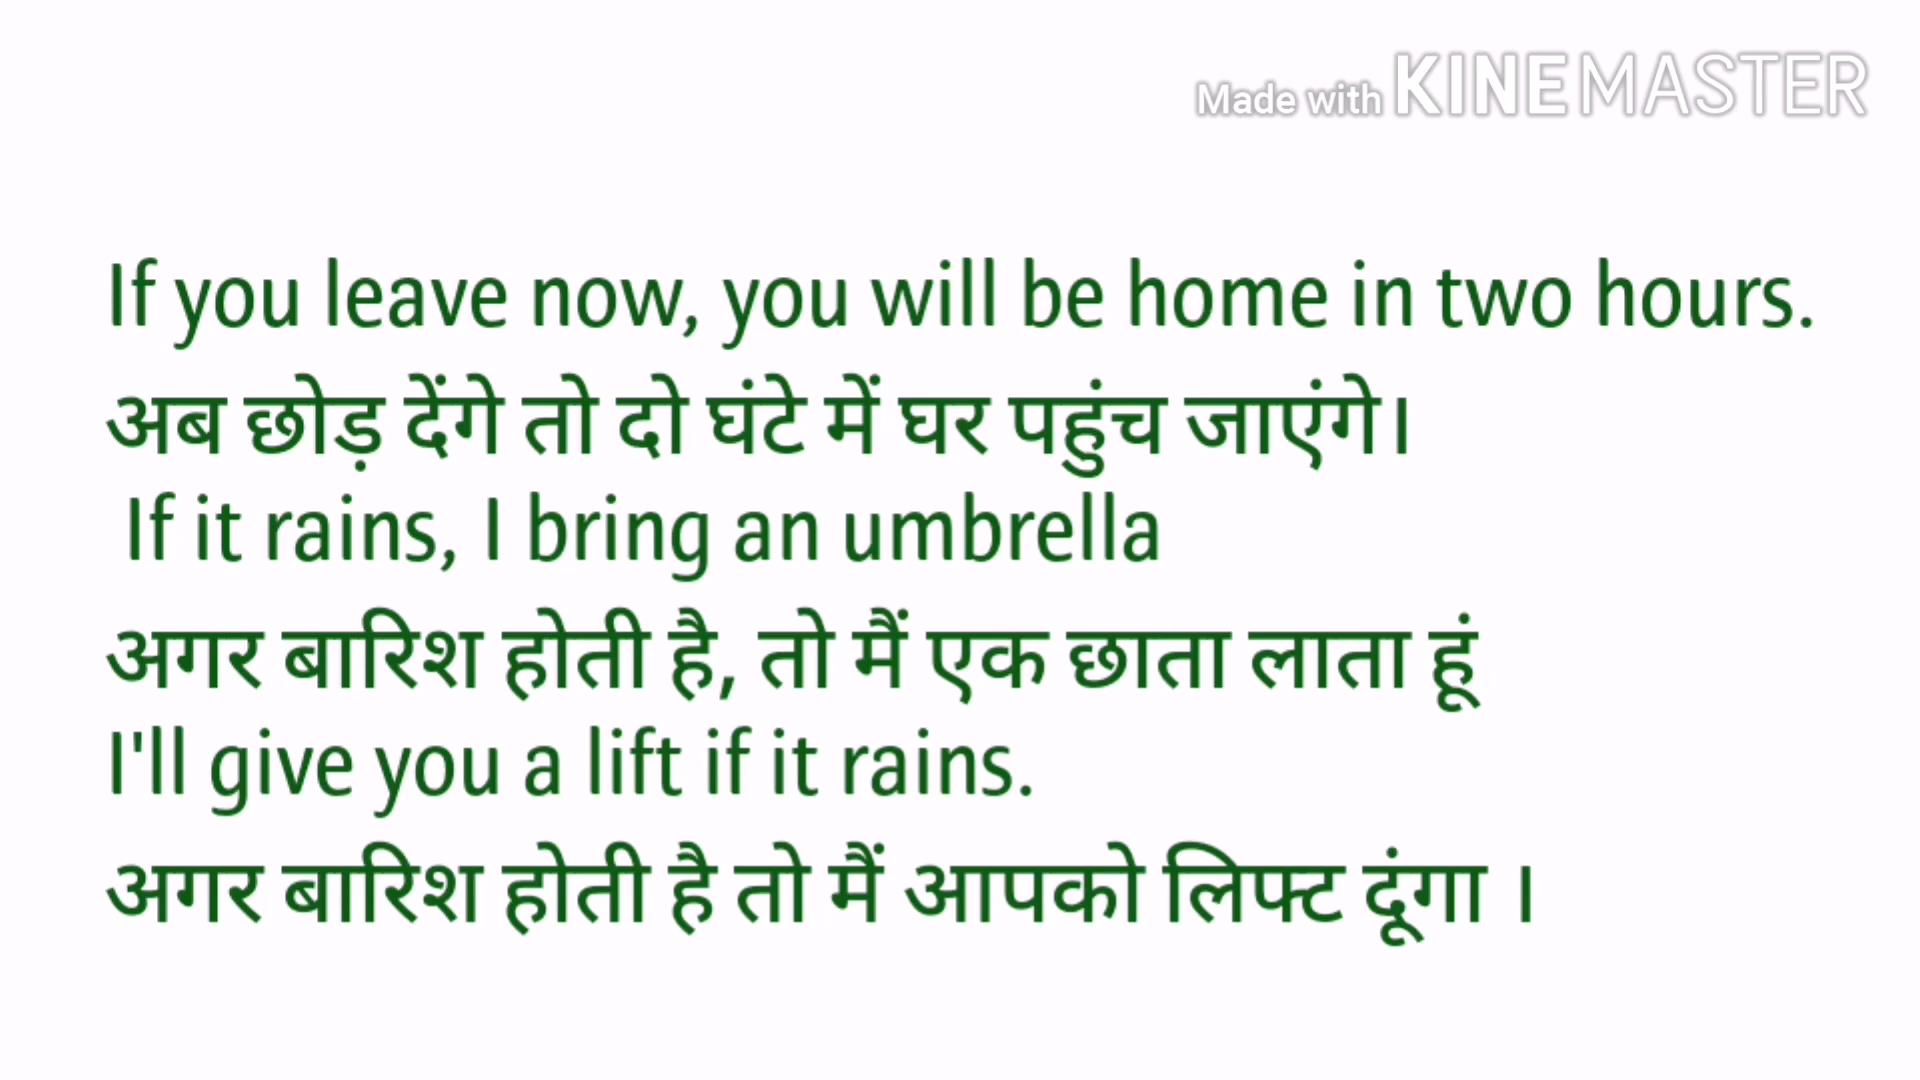 Made with KINEMASTER
If you leave now, you will be home in two hours.
अब छोड़ देंगे तो दो घंटे में घर पहुंच जाएंगे।
If it rains, I bring an umbrella
अगर बारिश होती है, तो मैं एक छाता लाता हूं
I'll give you a lift if it rains.
अगर बारिश होती है तो मैं आपको लिफ्ट दूंगा ।